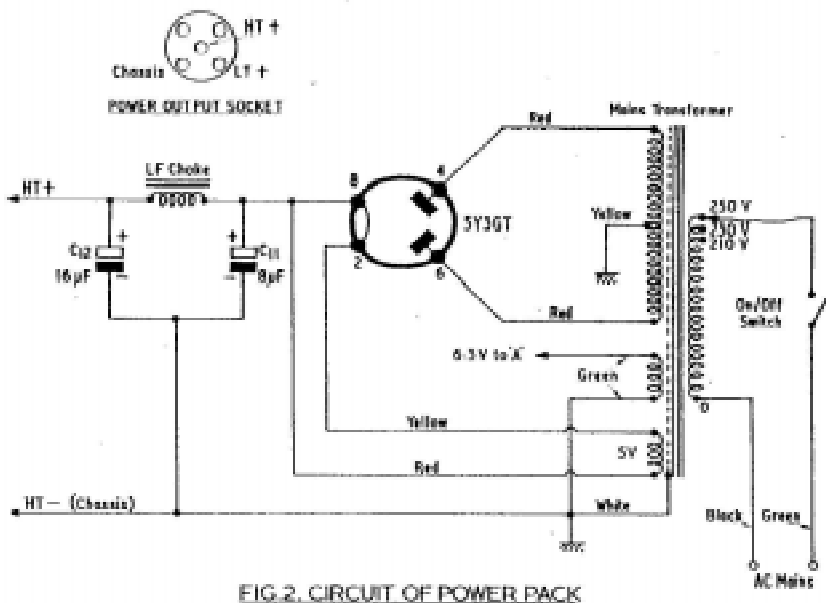 HT +
Chassis
LT +
POWER OUTPUT SOCKET
Mains Transformer
Red
LF Choke
HT+
8
4
5Y3GT
Yellow
250 V
230 V
210 V
+
C12
16µF
−
+
C11
8µF
−
2
6
On/Off
Switch
Red
6·3V to A
Green
0
Yellow
5V
Red
HT − (Chassis)
White
Black
Green
AC Mains
FIG.2. CIRCUIT OF POWER PACK